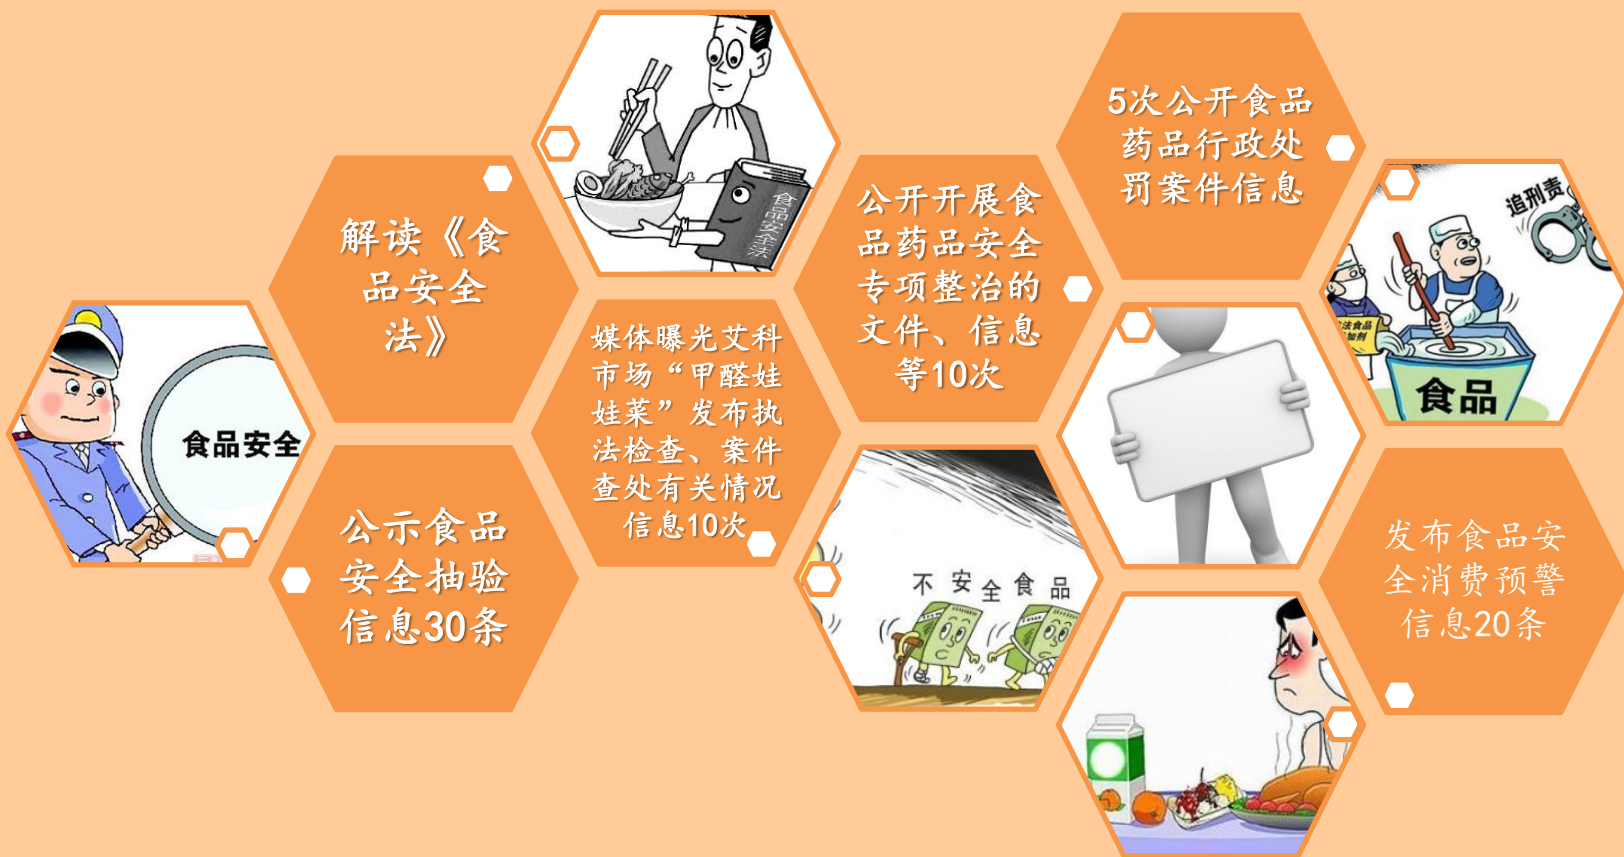 食品安全
解读《食
品安全
法》
公示食品
安全抽验
信息30条
食品安全法
媒体曝光艾科
市场“甲醛娃
娃菜”发布执
法检查、案件
查处有关情况
信息10次
公开开展食
品药品安全
专项整治的
文件、信息
等10次
不安全食品
5次公开食品
药品行政处
罚案件信息
追刑责
法食品
加剂
食品
发布食品安
全消费预警
信息20条